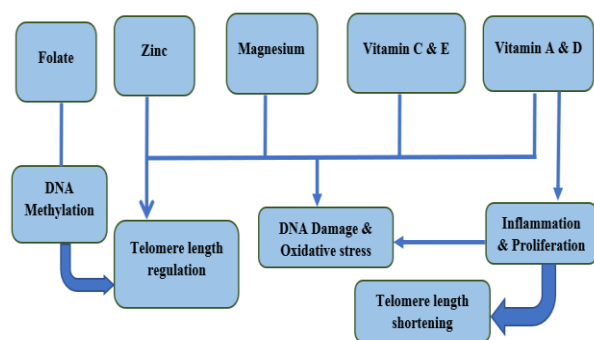 Folate
Zinc
Magnesium
Vitamin C & E
Vitamin A & D
DNA
Methylation
Telomere length
regulation
DNA Damage &
Oxidative stress
Inflammation
& Proliferation
Telomere length
shortening